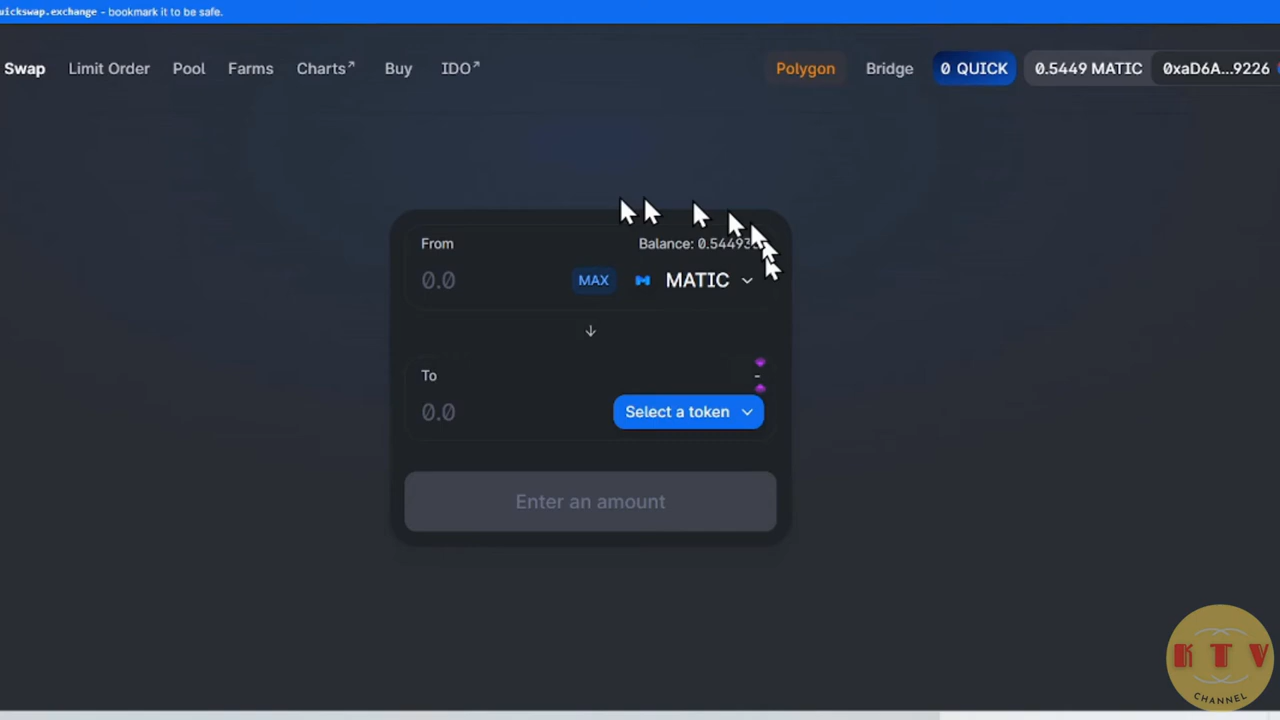 uickswap.exchange - bookmark it to be safe.
Swap Limit Order Pool Farms Charts↗ Buy IDO↗ Polygon Bridge 0 QUICK 0.5449 MATIC 0xaD6A...9226
From Balance: 0.5449
0.0 MAX MATIC
↓
To -
0.0 Select a token
Enter an amount
KTV
CHANNEL